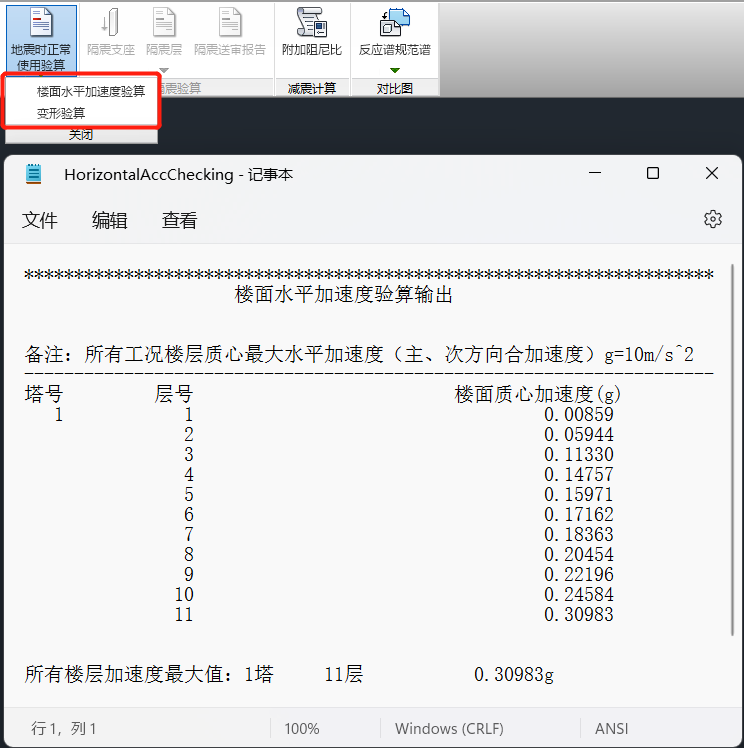 地震时正常
使用验算
隔震支座
隔震层
隔震送审报告
附加阻尼比
反应谱规范谱
震验算
减震计算
对比图
楼面水平加速度验算
变形验算
关闭
HorizontalAccChecking - 记事本
文件 编辑 查看
*********************************************************************
楼面水平加速度验算输出
备注: 所有工况楼层质心最大水平加速度（主、次方向合加速度）g=10m/s^2
---------------------------------------------------------------------
塔号 层号 楼面质心加速度(g)
1 1 0.00859
2 0.05944
3 0.11330
4 0.14757
5 0.15971
6 0.17162
7 0.18363
8 0.20454
9 0.22196
10 0.24584
11 0.30983
所有楼层加速度最大值: 1塔 11层 0.30983g
行 1, 列 1 100% Windows (CRLF) ANSI